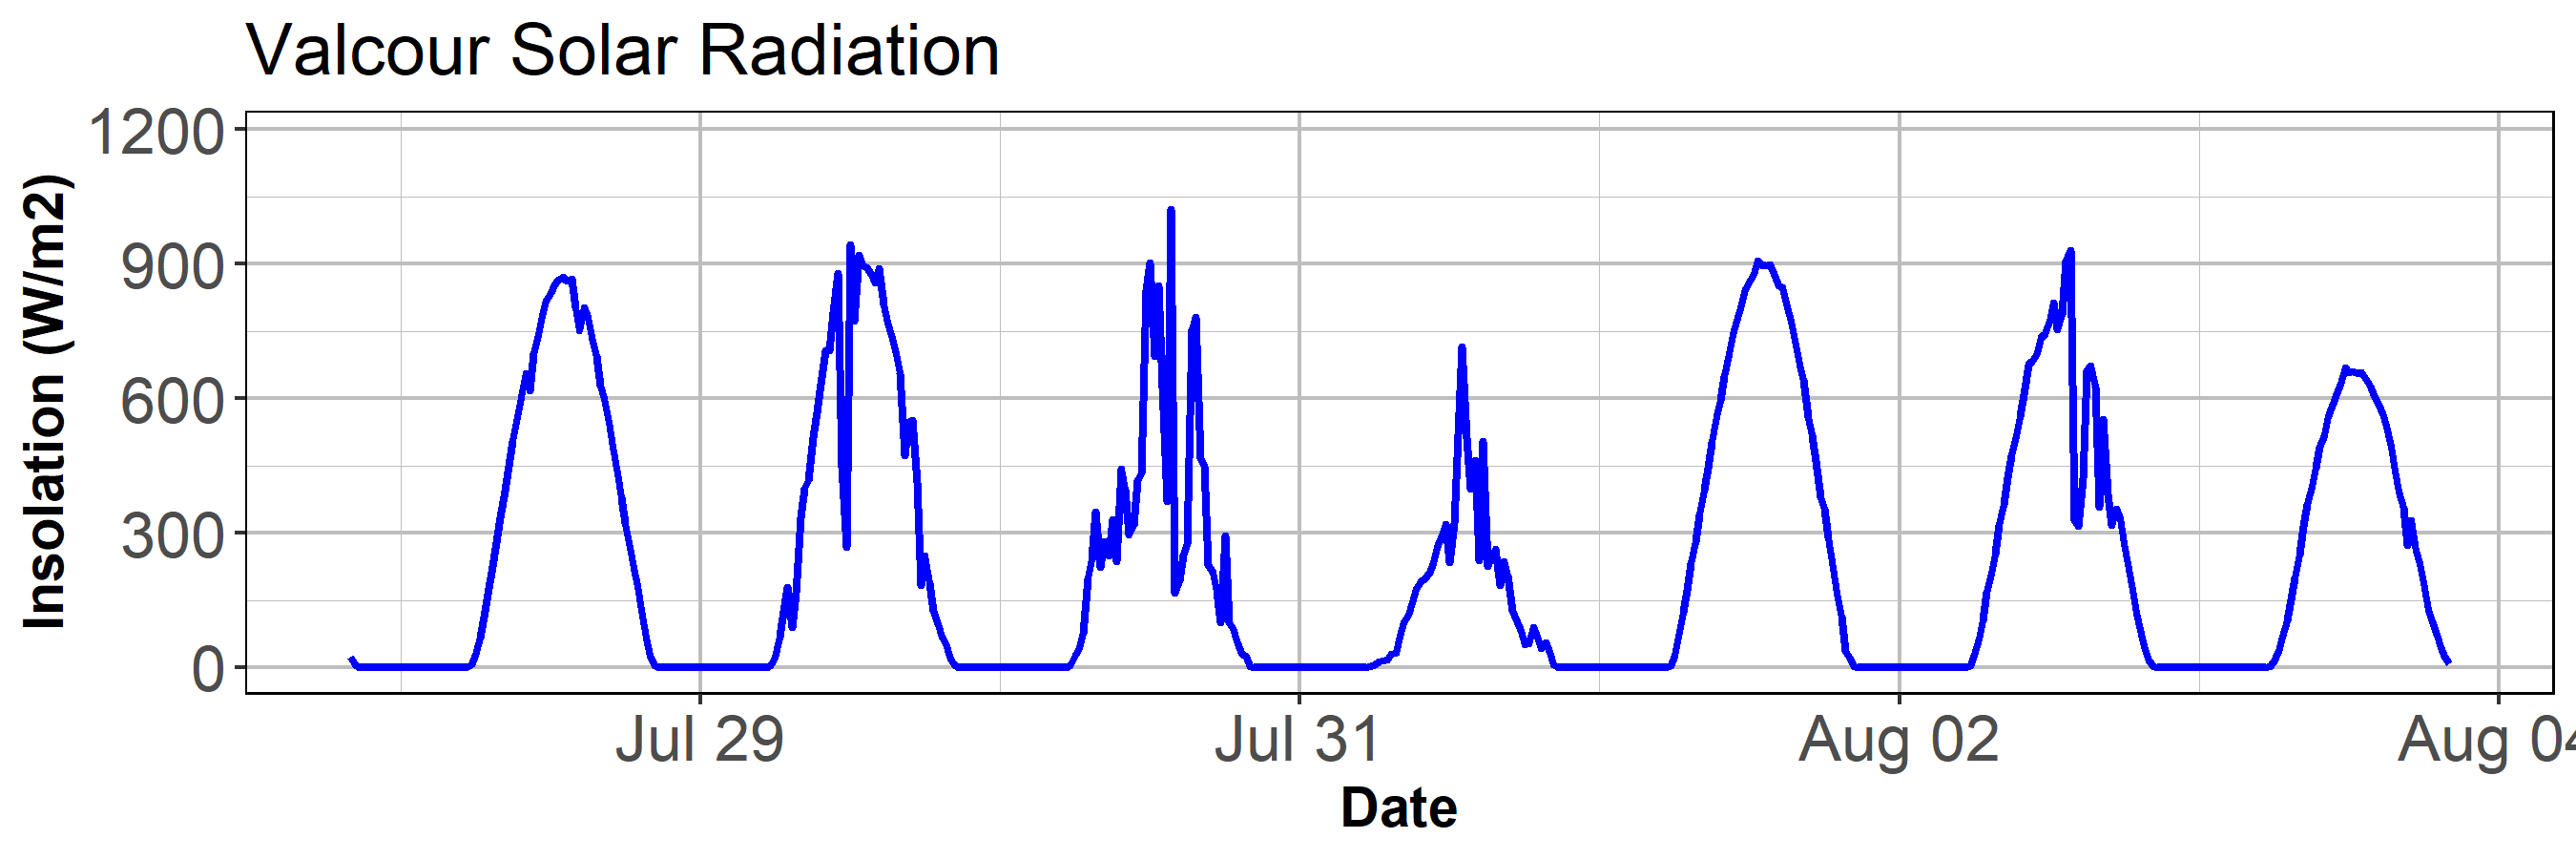 Valcour Solar Radiation
Insolation (W/m2)
1200
900
600
300
0
Jul 29
Jul 31
Aug 02
Aug 04
Date